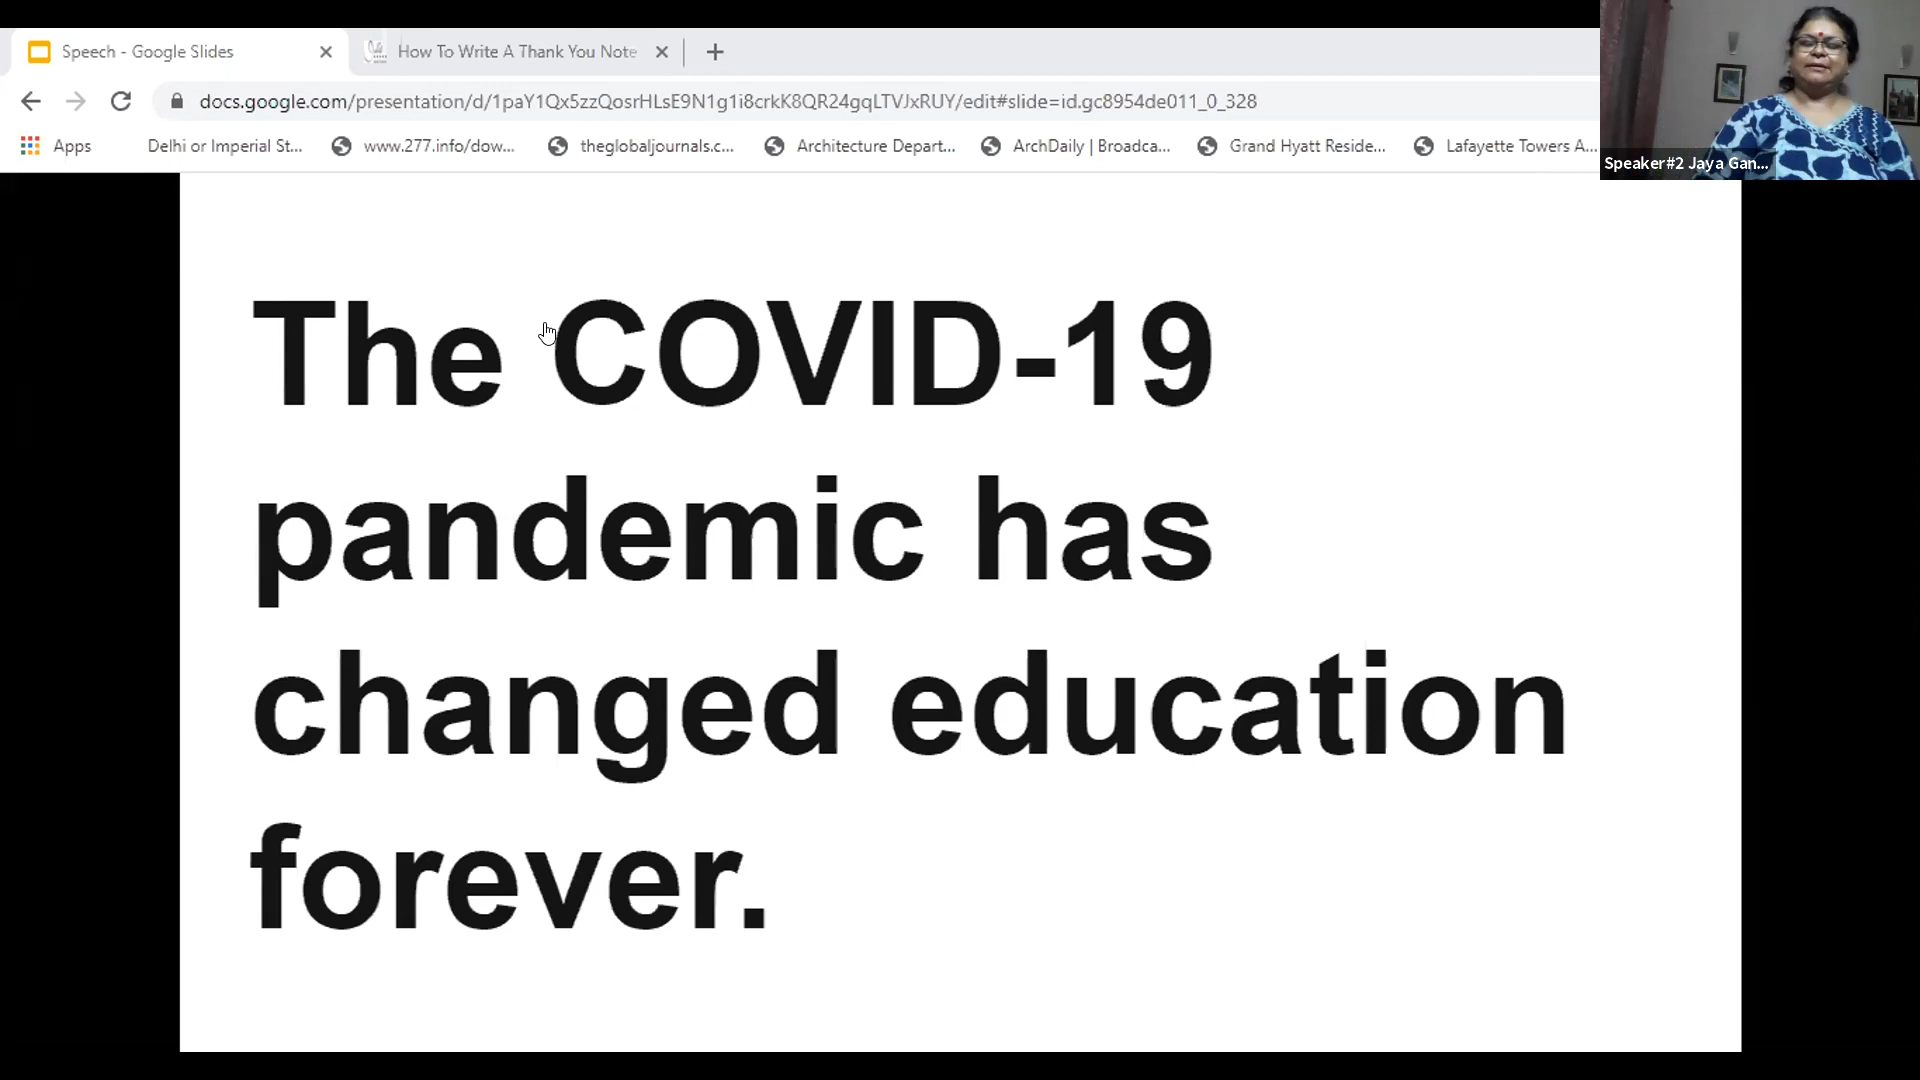 Speech - Google Slides
How To Write A Thank You Note
docs.google.com/presentation/d/1paY1Qx5zzQosrHLsE9N1g1i8crkK8QR24gqLTVJxRUY/edit#slide=id.gc8954de011_0_328
Apps Delhi or Imperial St... www.277.info/dow... theglobaljournals.c... Architecture Depart... ArchDaily | Broadca... Grand Hyatt Reside... Lafayette Towers A...
Speaker#2 Jaya Gan...
The COVID-19
pandemic has
changed education
forever.